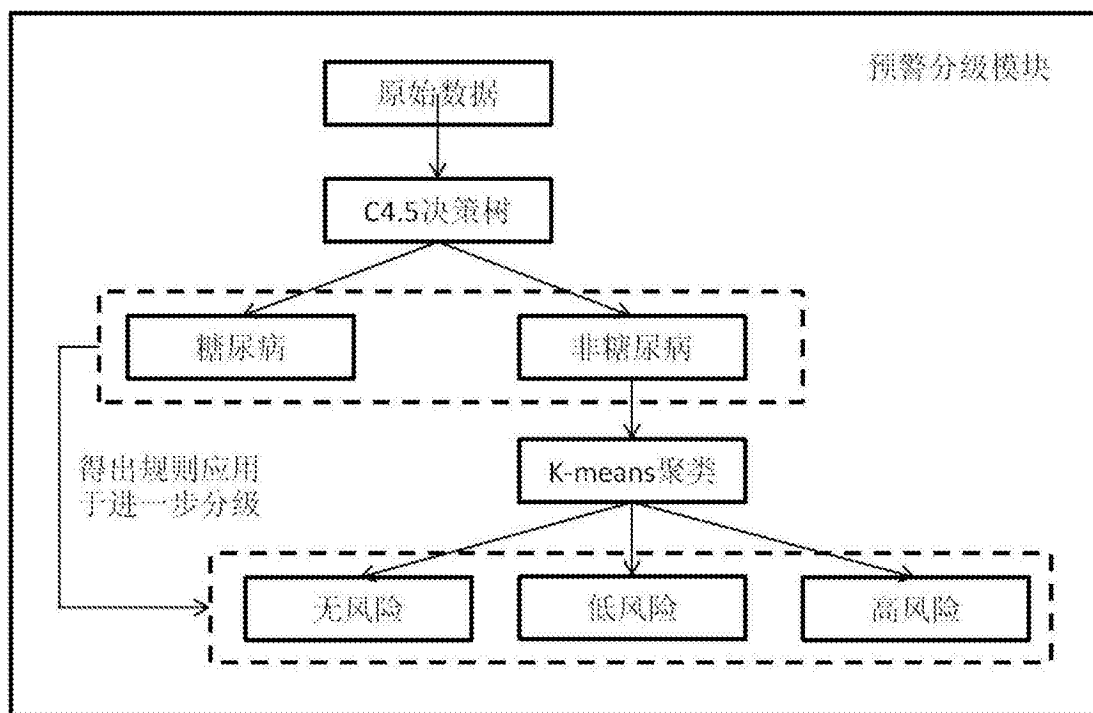 预警分级模块
原始数据
C4.5决策树
糖尿病
非糖尿病
K-means聚类
得出规则应用
于进一步分级
无风险
低风险
高风险